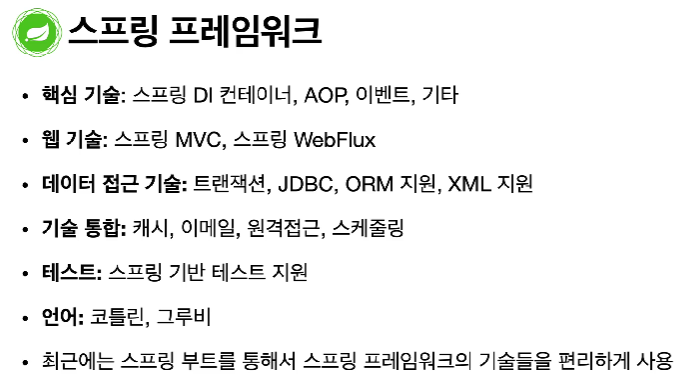 스프링 프레임워크
• 핵심 기술: 스프링 DI 컨테이너, AOP, 이벤트, 기타
• 웹 기술: 스프링 MVC, 스프링 WebFlux
• 데이터 접근 기술: 트랜잭션, JDBC, ORM 지원, XML 지원
• 기술 통합: 캐시, 이메일, 원격접근, 스케줄링
• 테스트: 스프링 기반 테스트 지원
• 언어: 코틀린, 그루비
• 최근에는 스프링 부트를 통해서 스프링 프레임워크의 기술들을 편리하게 사용